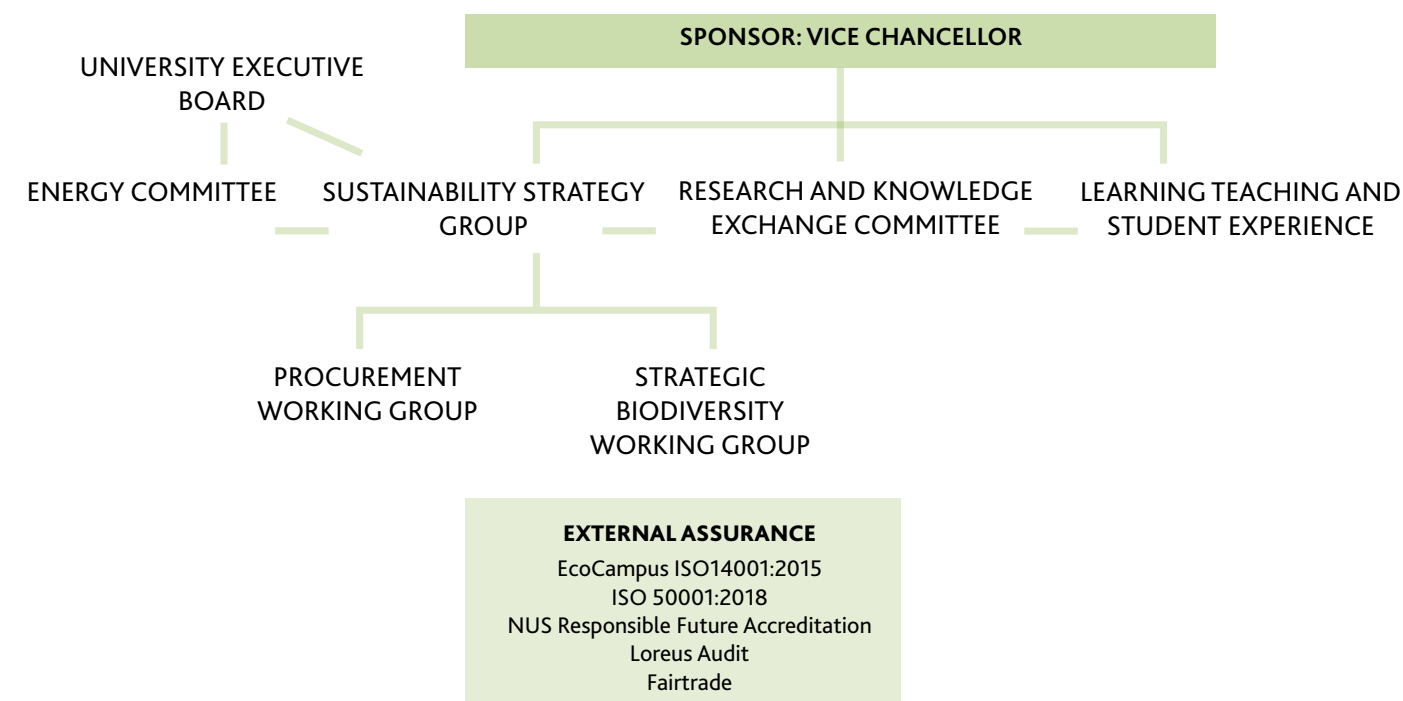 SPONSOR: VICE CHANCELLOR
UNIVERSITY EXECUTIVE
BOARD
ENERGY COMMITTEE
SUSTAINABILITY STRATEGY
GROUP
RESEARCH AND KNOWLEDGE
EXCHANGE COMMITTEE
LEARNING TEACHING AND
STUDENT EXPERIENCE
PROCUREMENT
WORKING GROUP
STRATEGIC
BIODIVERSITY
WORKING GROUP
EXTERNAL ASSURANCE
EcoCampus ISO14001:2015
ISO 50001:2018
NUS Responsible Future Accreditation
Loreus Audit
Fairtrade